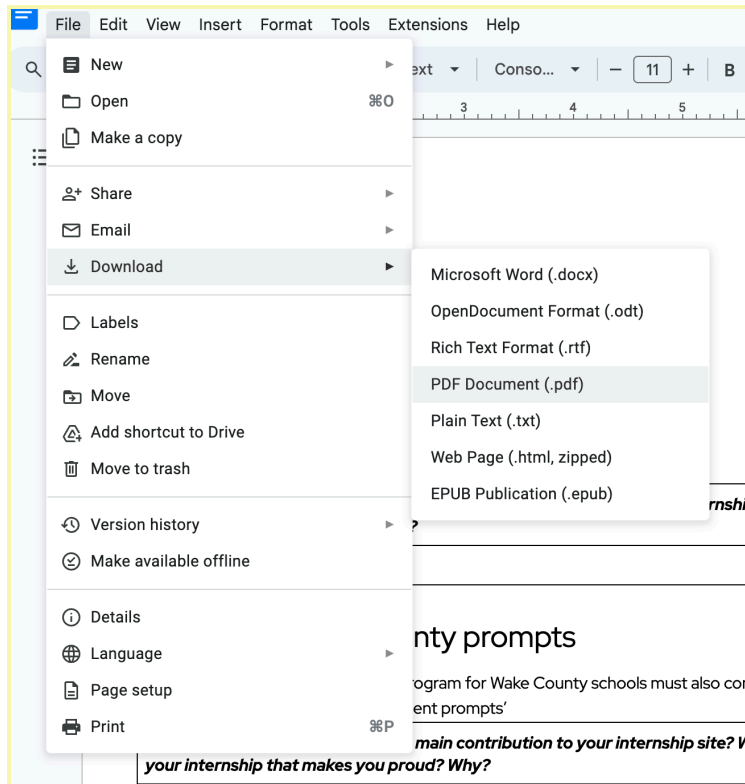 File Edit View Insert Format Tools Extensions Help
New
ext Conso... 11 B
Open ⌘O
3 4 5
Make a copy
Share
Email
Download
Microsoft Word (.docx)
OpenDocument Format (.odt)
Rich Text Format (.rtf)
PDF Document (.pdf)
Plain Text (.txt)
Web Page (.html, zipped)
EPUB Publication (.epub)
Labels
Rename
Move
Add shortcut to Drive
Move to trash
Version history
Make available offline
Details
Language
Page setup
Print ⌘P
?
nty prompts
ogram for Wake County schools must also
ent prompts’
main contribution to your internship site?
your internship that makes you proud? Why?